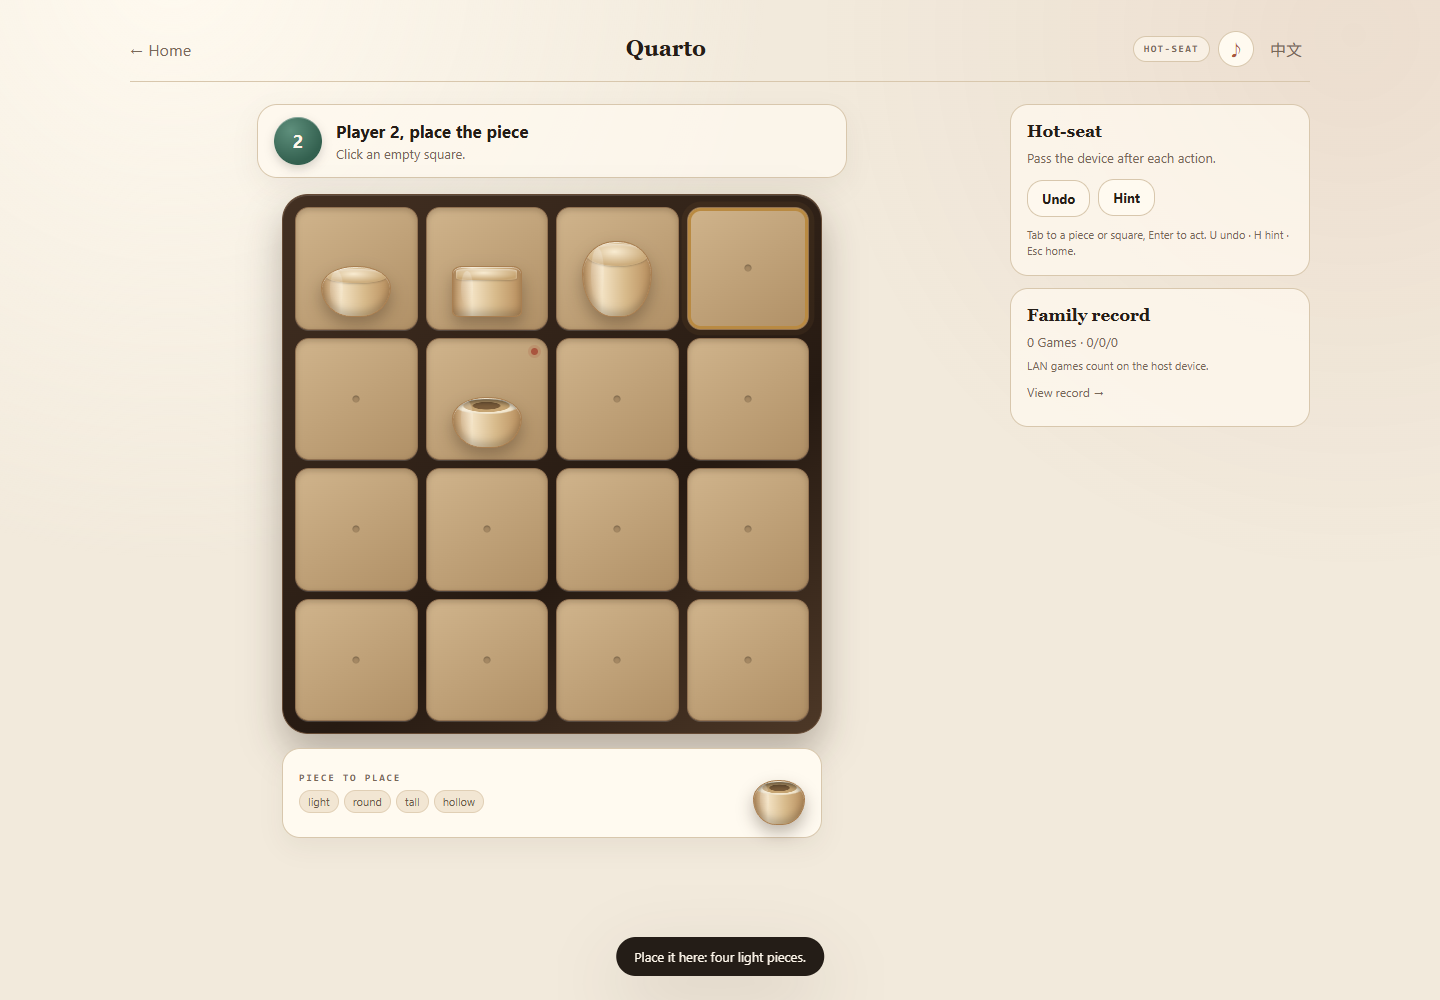 ← Home
Quarto
HOT-SEAT
♪
中文
2
Player 2, place the piece
Click an empty square.
Hot-seat
Pass the device after each action.
Undo
Hint
Tab to a piece or square, Enter to act. U undo · H hint ·
Esc home.
Family record
0 Games · 0/0/0
LAN games count on the host device.
View record →
PIECE TO PLACE
light
round
tall
hollow
Place it here: four light pieces.